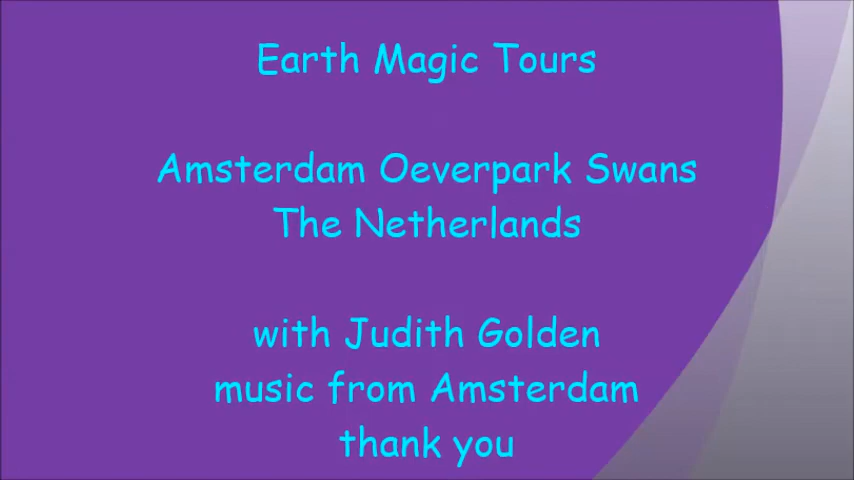 Earth Magic Tours
Amsterdam Oeverpark Swans
The Netherlands
with Judith Golden
music from Amsterdam
thank you